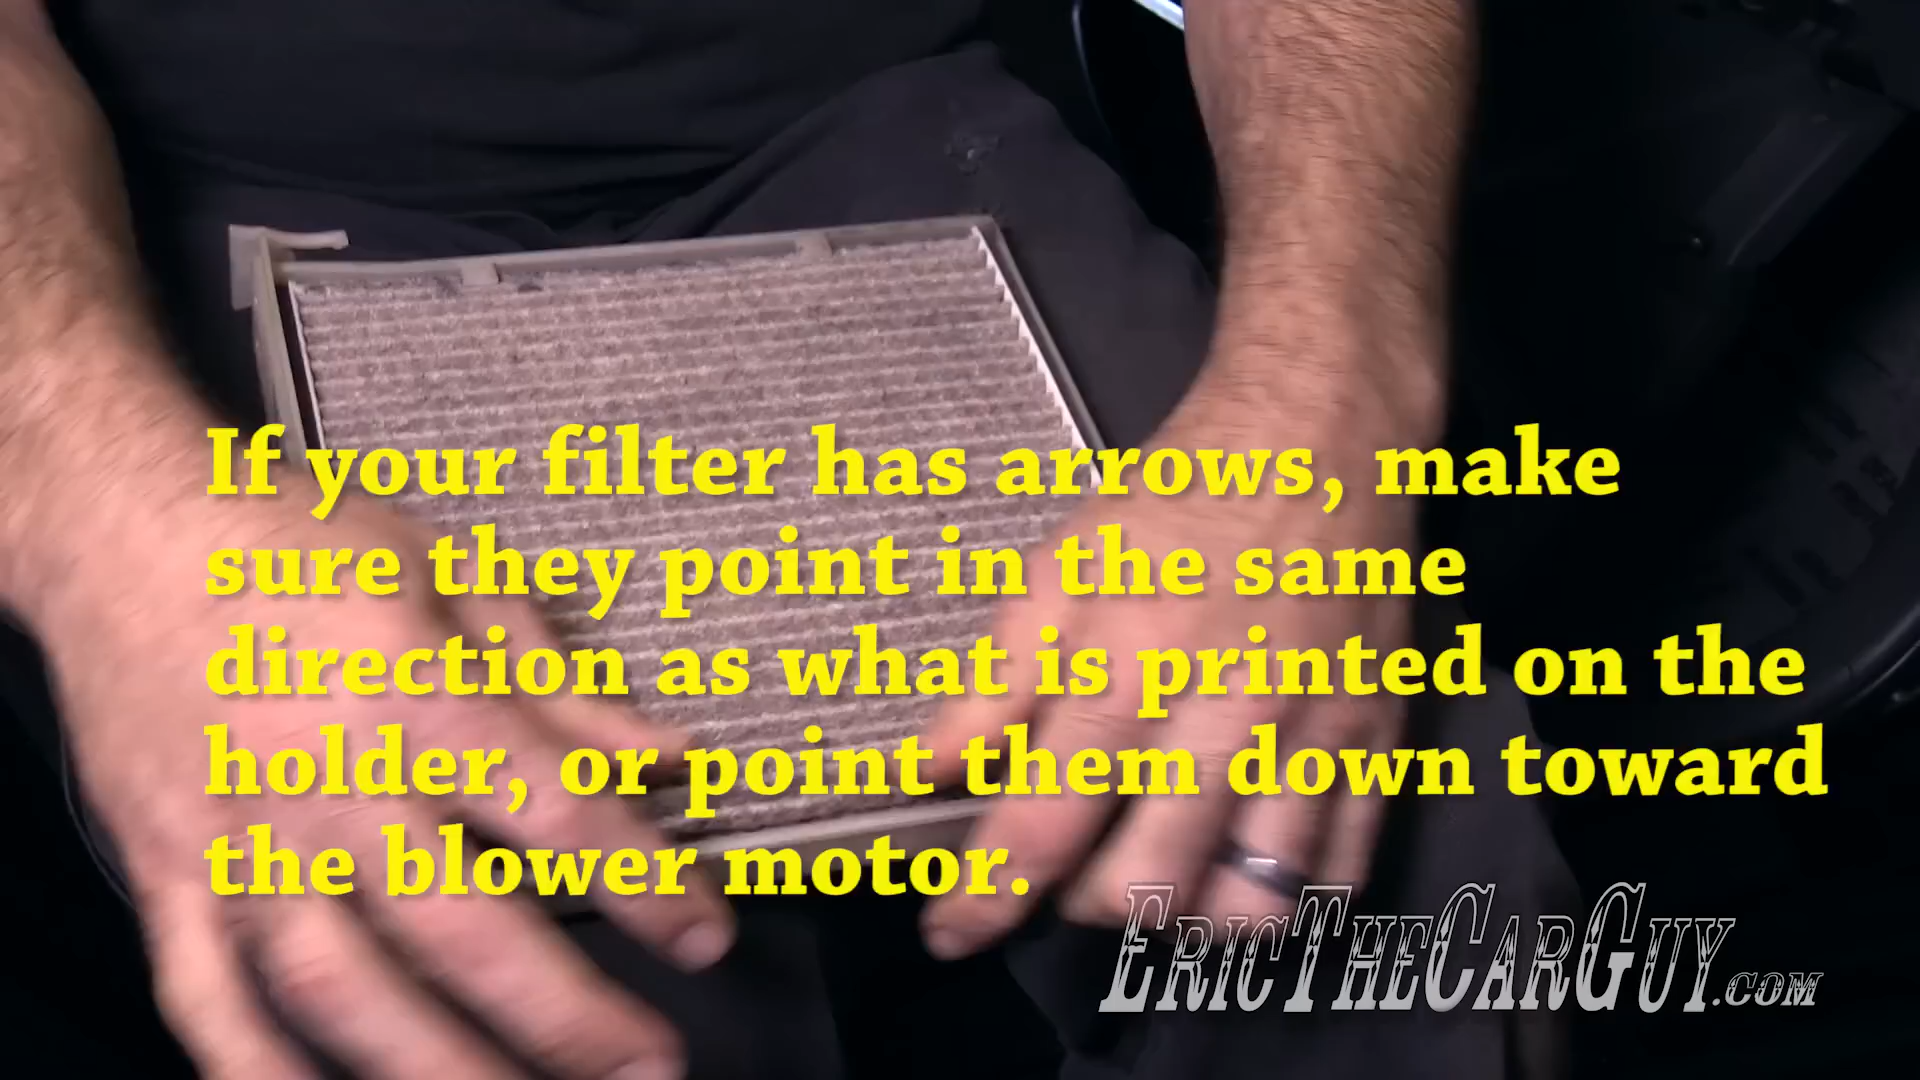 If your filter has arrows, make
sure they point in the same
direction as what is printed on the
holder, or point them down toward
the blower motor.
ERICTHECARGUY.COM